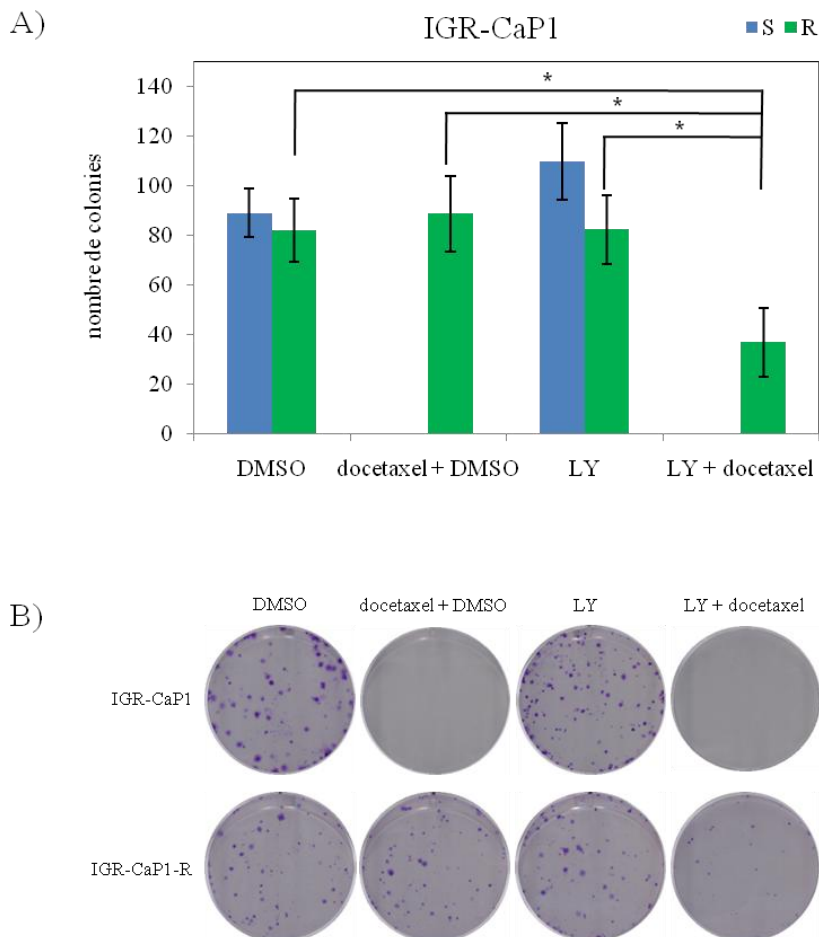 A)
IGR-CaP1
S R
nombre de colonies
140
120
100
80
60
40
20
0
*
*
*
DMSO docetaxel + DMSO LY LY + docetaxel
B)
DMSO docetaxel + DMSO LY LY + docetaxel
IGR-CaP1
IGR-CaP1-R